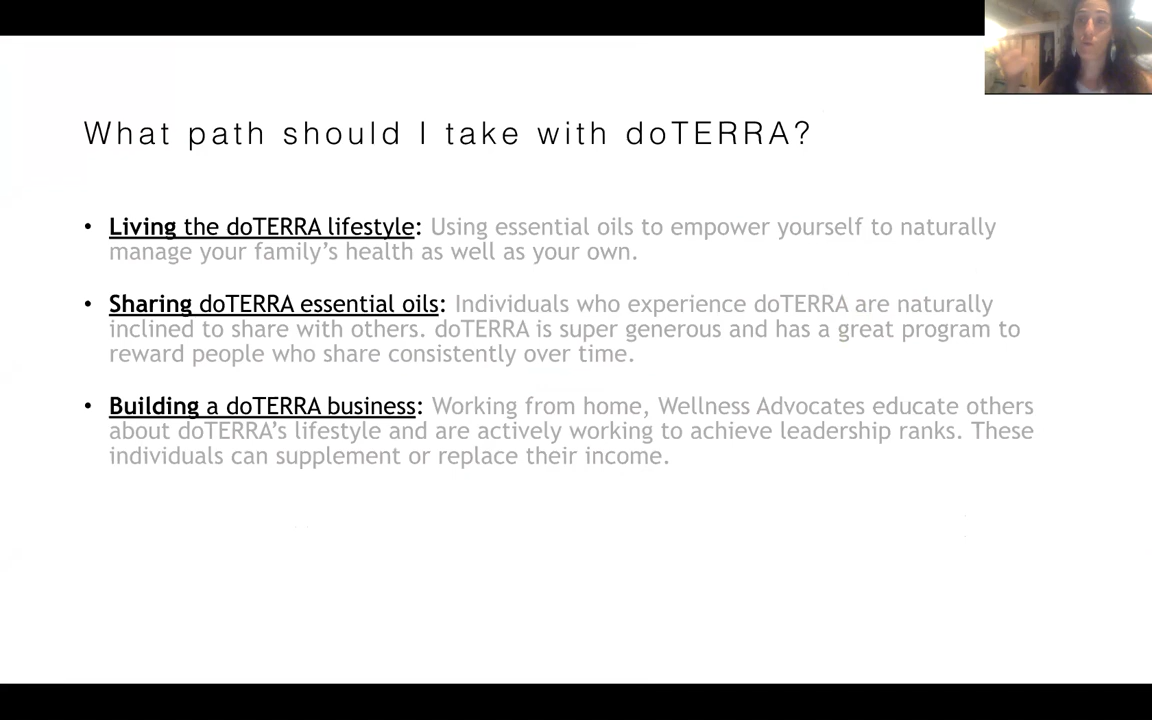 What path should I take with doTERRA?
• Living the doTERRA lifestyle: Using essential oils to empower yourself to naturally
manage your family’s health as well as your own.
• Sharing doTERRA essential oils: Individuals who experience doTERRA are naturally
inclined to share with others. doTERRA is super generous and has a great program to
reward people who share consistently over time.
• Building a doTERRA business: Working from home, Wellness Advocates educate others
about doTERRA’s lifestyle and are actively working to achieve leadership ranks. These
individuals can supplement or replace their income.